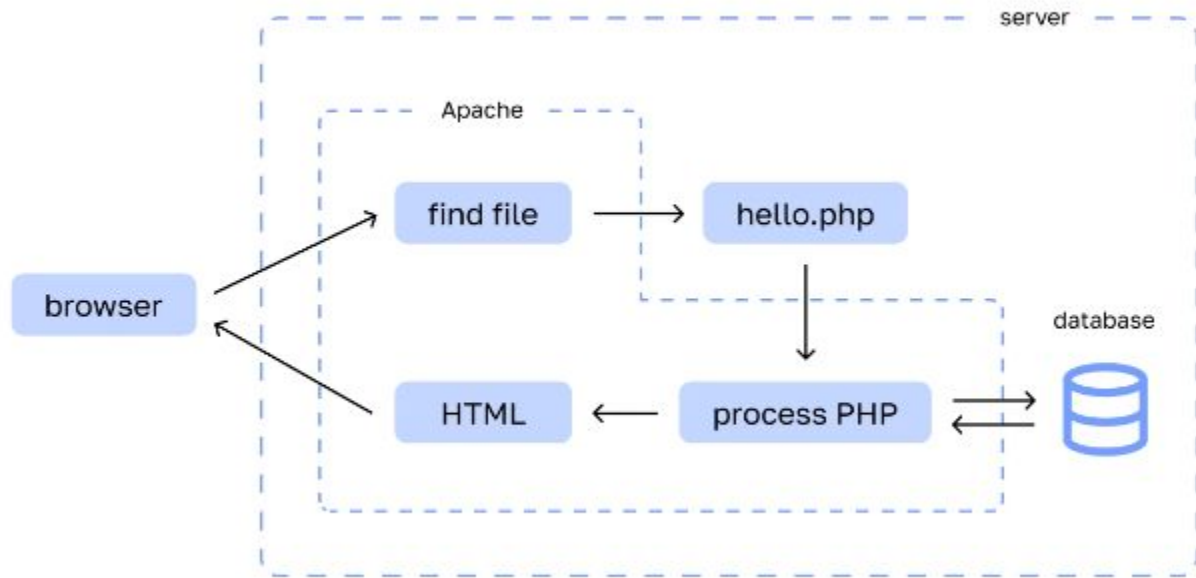 server
Apache
find file
hello.php
browser
database
HTML
process PHP